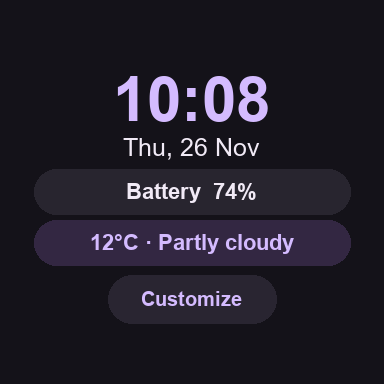 10:08
Thu, 26 Nov
Battery 74%
12°C · Partly cloudy
Customize